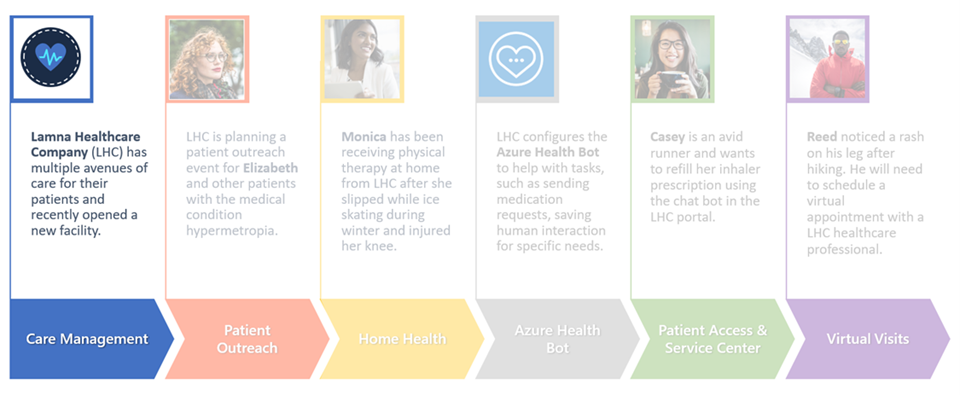 Lamna Healthcare
Company (LHC) has
multiple avenues of
care for their
patients and
recently opened a
new facility.
LHC is planning a
patient outreach
event for Elizabeth
and other patients
with the medical
condition
hypermetropia.
Monica has been
receiving physical
therapy at home
from LHC after she
slipped while ice
skating during
winter and injured
her knee.
LHC configures the
Azure Health Bot
to help with tasks,
such as sending
medication
requests, saving
human interaction
for specific needs.
Casey is an avid
runner and wants
to refill her inhaler
prescription using
the chat bot in the
LHC portal.
Reed noticed a rash
on his leg after
hiking. He will need
to schedule a
virtual
appointment with a
LHC healthcare
professional.
Care Management
Patient
Outreach
Home Health
Azure Health
Bot
Patient Access &
Service Center
Virtual Visits